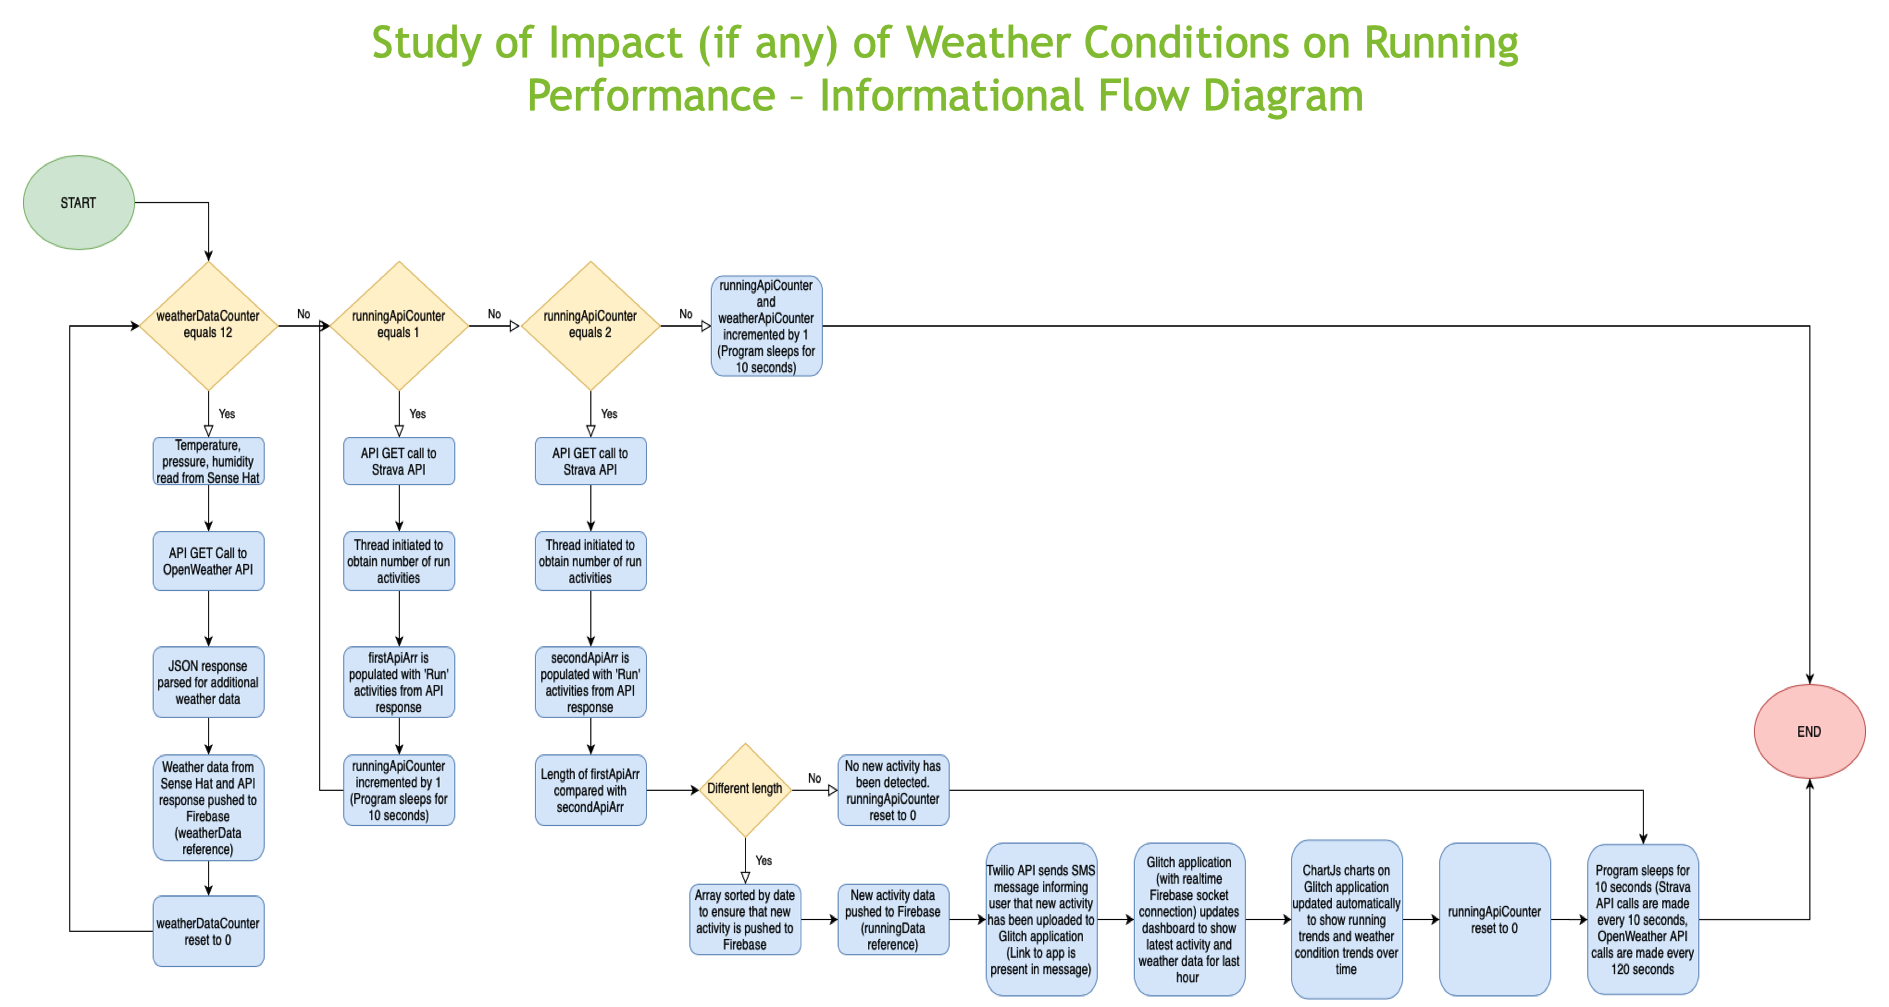 Study of Impact (if any) of Weather Conditions on Running
Performance – Informational Flow Diagram
START
weatherDataCounter
equals 12
No
runningApiCounter
equals 1
No
runningApiCounter
equals 2
No
runningApiCounter
and
weatherApiCounter
incremented by 1
(Program sleeps for
10 seconds)
Yes
Temperature,
pressure, humidity
read from Sense Hat
API GET Call to
OpenWeather API
JSON response
parsed for additional
weather data
Weather data from
Sense Hat and API
response pushed to
Firebase
(weatherData
reference)
weatherDataCounter
reset to 0
Yes
API GET call to
Strava API
Thread initiated to
obtain number of run
activities
firstApiArr is
populated with 'Run'
activities from API
response
runningApiCounter
incremented by 1
(Program sleeps for
10 seconds)
Yes
API GET call to
Strava API
Thread initiated to
obtain number of run
activities
secondApiArr is
populated with 'Run'
activities from API
response
Length of firstApiArr
compared with
secondApiArr
Different length
No
No new activity has
been detected.
runningApiCounter
reset to 0
Yes
Array sorted by date
to ensure that new
activity is pushed to
Firebase
New activity data
pushed to Firebase
(runningData
reference)
Twilio API sends SMS
message informing
user that new activity
has been uploaded to
Glitch application
(Link to app is
present in message)
Glitch application
(with realtime
Firebase socket
connection) updates
dashboard to show
latest activity and
weather data for last
hour
ChartJs charts on
Glitch application
updated automatically
to show running
trends and weather
condition trends over
time
runningApiCounter
reset to 0
Program sleeps for
10 seconds (Strava
API calls are made
every 10 seconds,
OpenWeather API
calls are made every
120 seconds
END